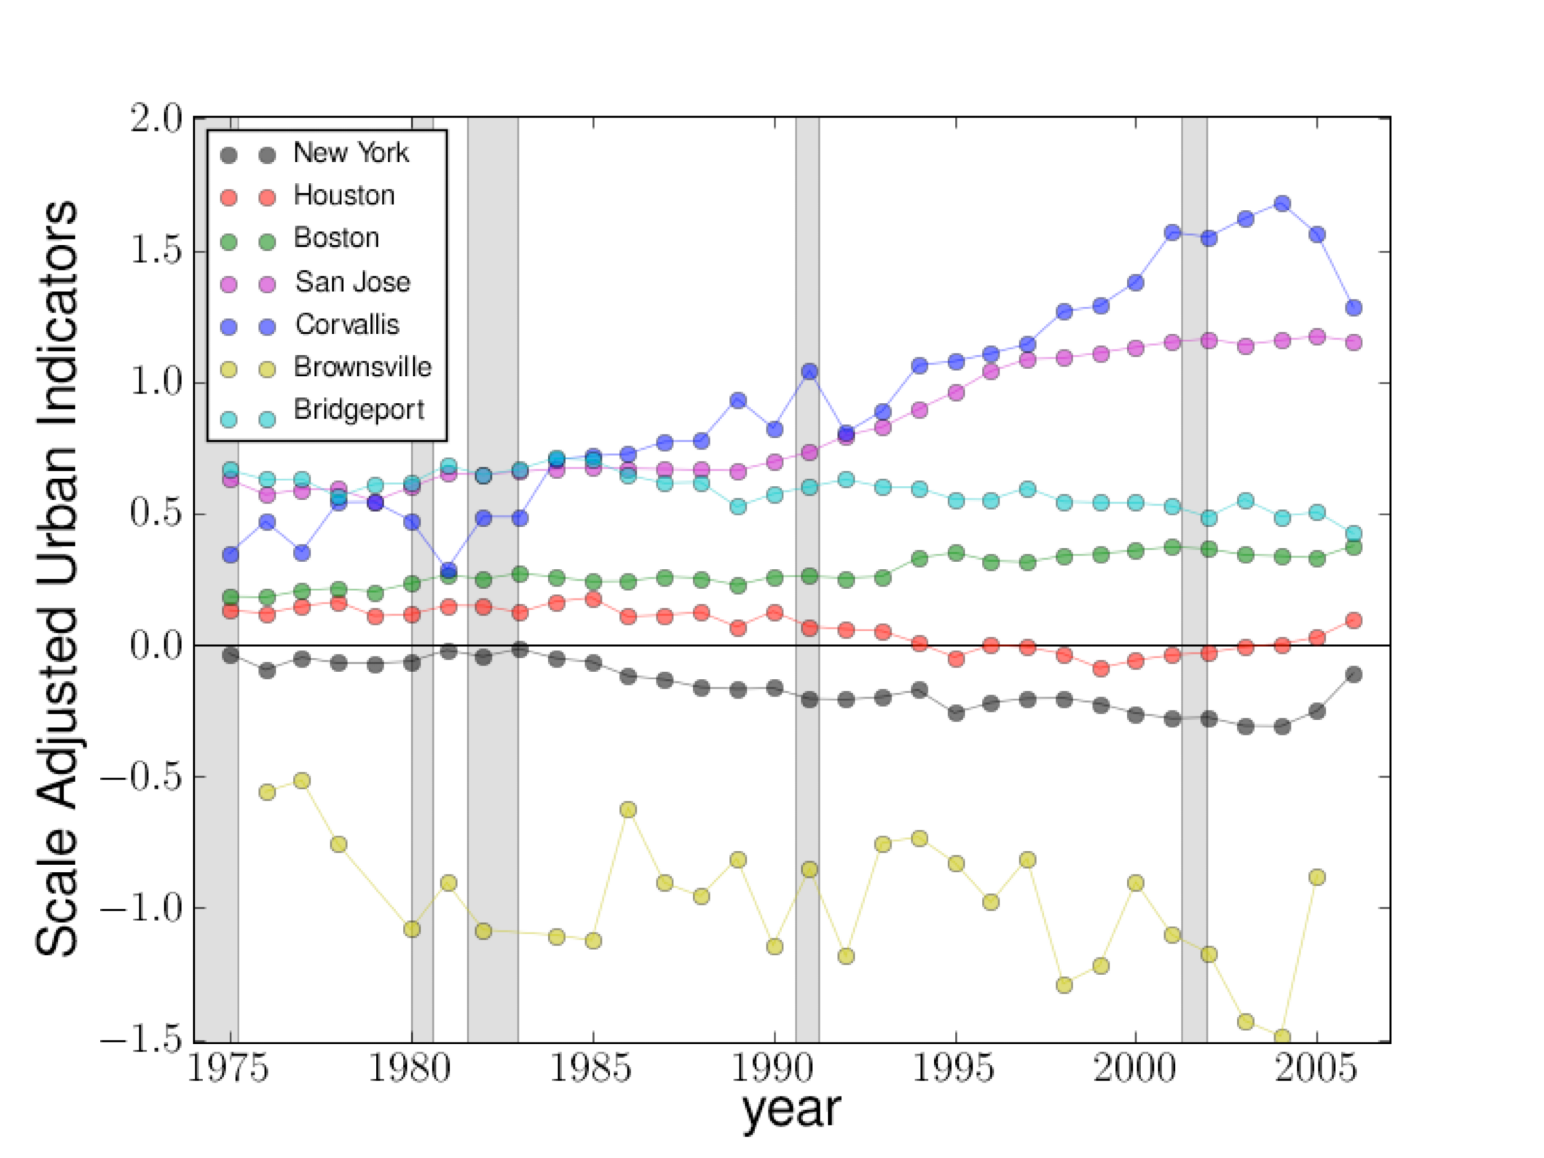 Scale Adjusted Urban Indicators
2.0
1.5
1.0
0.5
0.0
−0.5
−1.0
−1.5
New York
Houston
Boston
San Jose
Corvallis
Brownsville
Bridgeport
1975 1980 1985 1990 1995 2000 2005
year